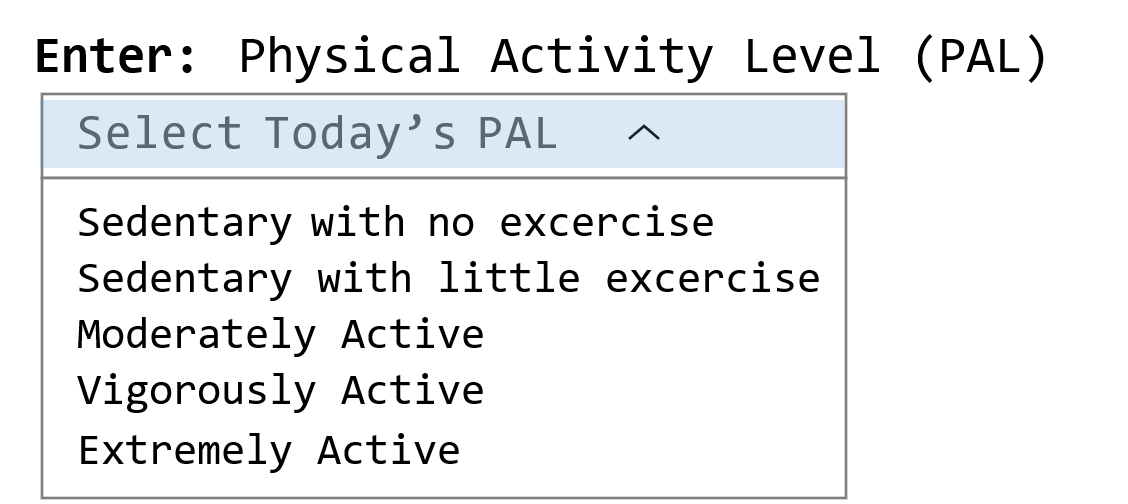 Enter: Physical Activity Level (PAL)
Select Today’s PAL
Sedentary with no excercise
Sedentary with little excercise
Moderately Active
Vigorously Active
Extremely Active